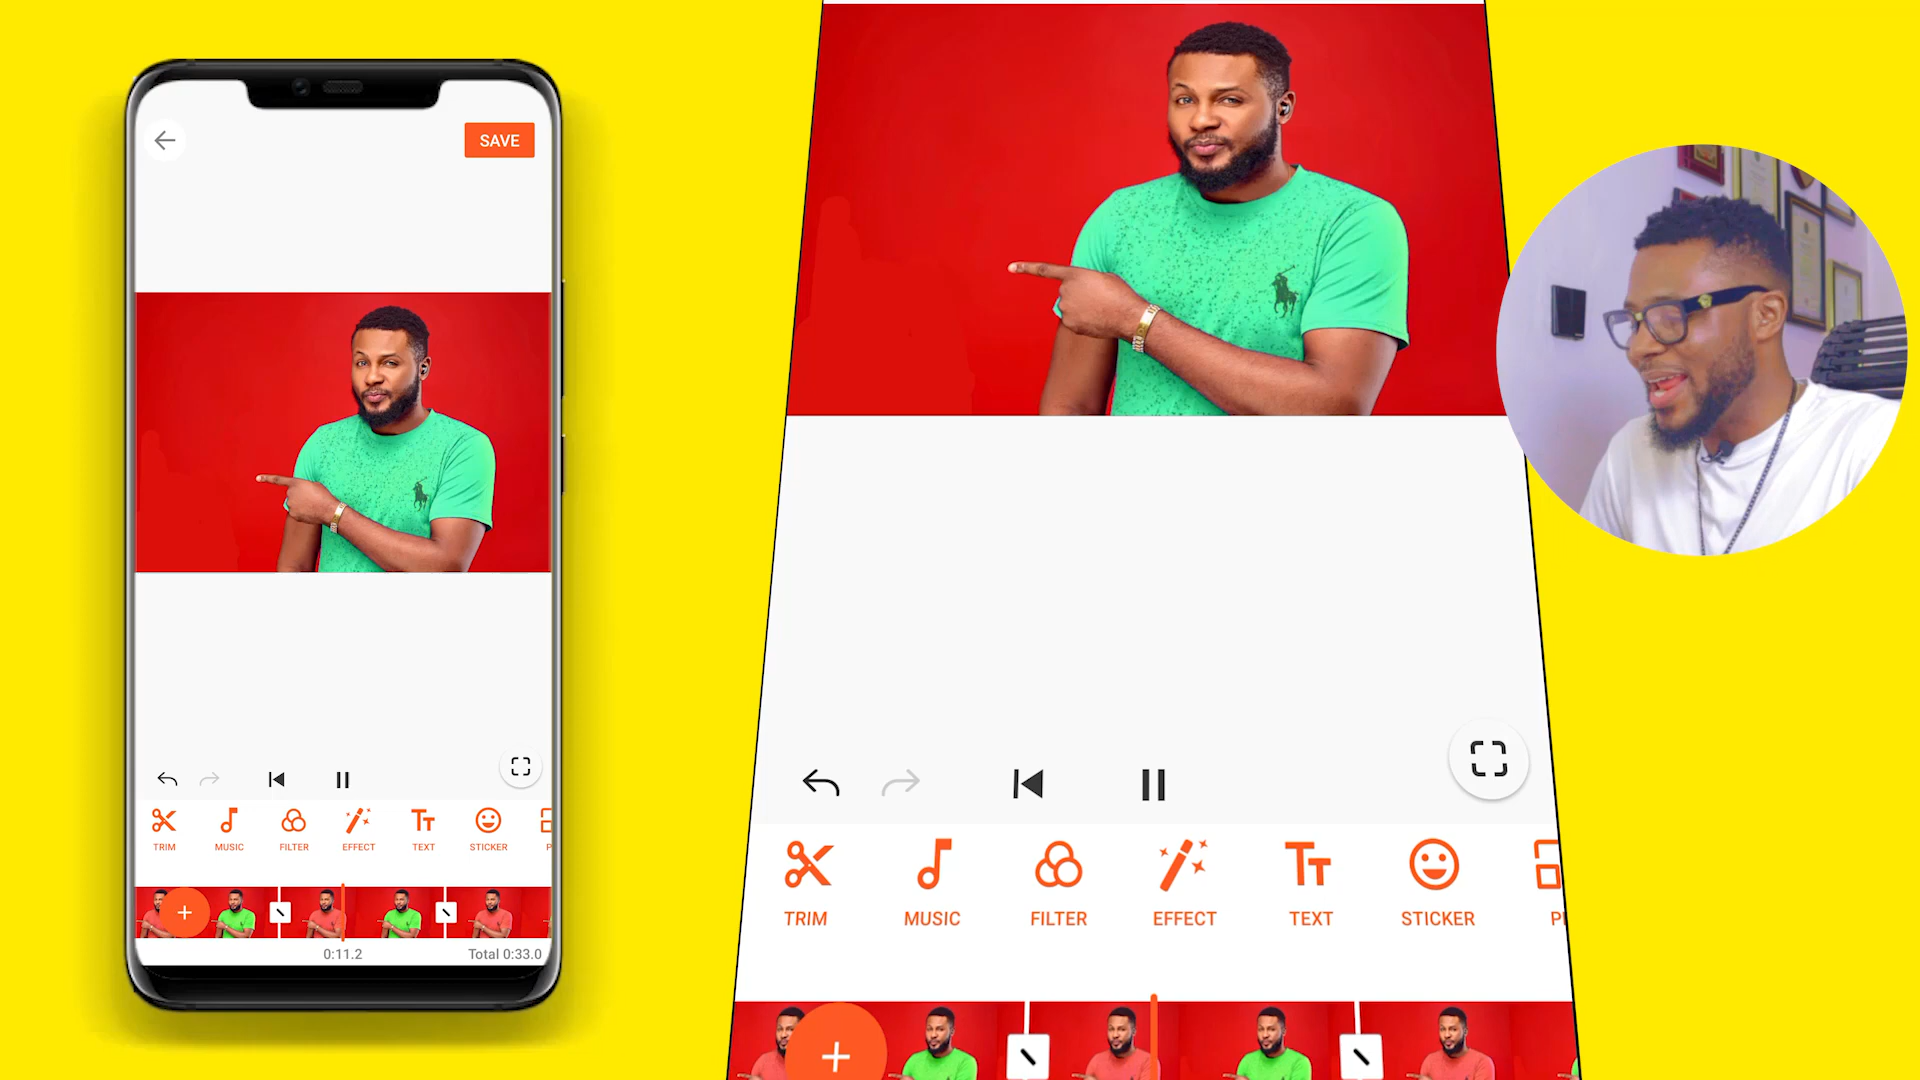 SAVE
TRIM MUSIC FILTER EFFECT TEXT STICKER P
0:11.2 Total 0:33.0
TRIM MUSIC FILTER EFFECT TEXT STICKER PI